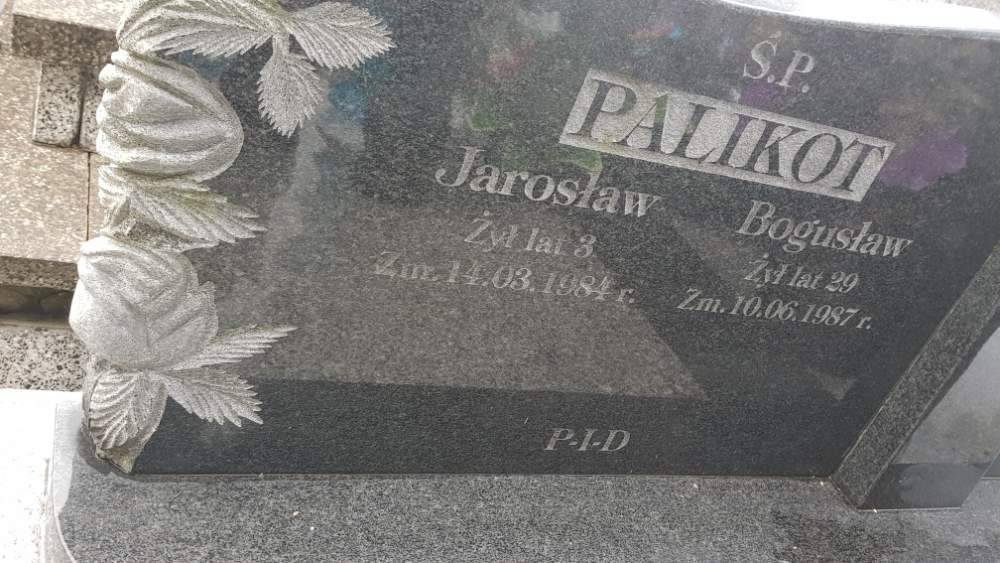 Ś.P.
PALIKOT
Jarosław
Żył lat 3
Zm. 14.03.1984 r.
Bogusław
Żył lat 29
Zm. 10.06.1987 r.
P-I-D